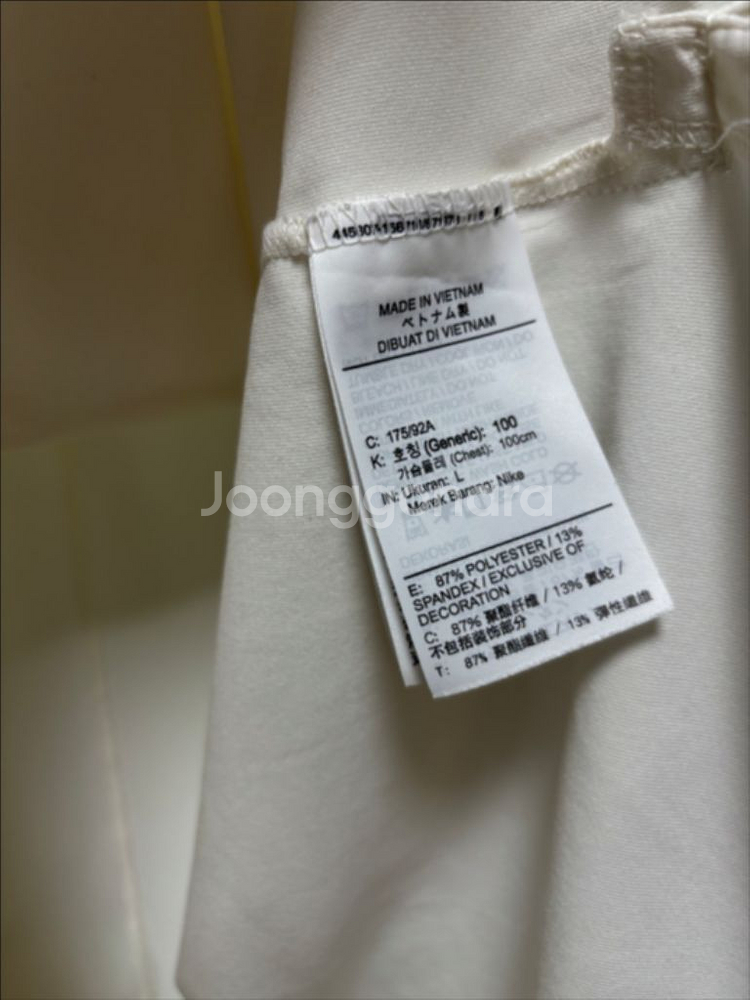 MADE IN VIETNAM
ベトナム製
DIBUAT DI VIETNAM
C: 175/92A
K: 호칭 (Generic): 100
가슴둘레 (Chest): 100cm
IN: Ukuran: L
Merek Barang: Nike
Joonggonara
E: 87% POLYESTER / 13%
SPANDEX / EXCLUSIVE OF
DECORATION
C: 87% 聚酯纤维 / 13% 氨纶 /
不包括装饰部分
T: 87% 聚酯纖維 / 13% 彈性纖維